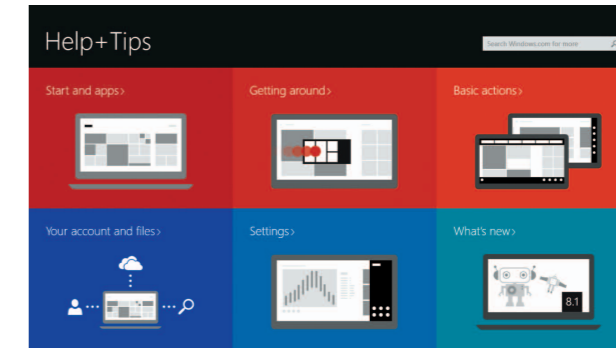 Help+Tips
Search Windows.com for more
Start and apps>
Getting around>
Basic actions>
Your account and files>
Settings>
What's new>
8.1